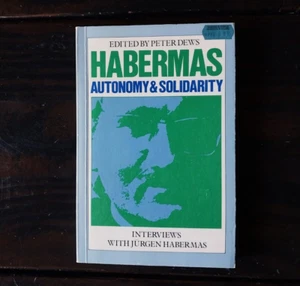 EDITED BY PETER DEWS
HABERMAS
AUTONOMY & SOLIDARITY
INTERVIEWS
WITH JÜRGEN HABERMAS